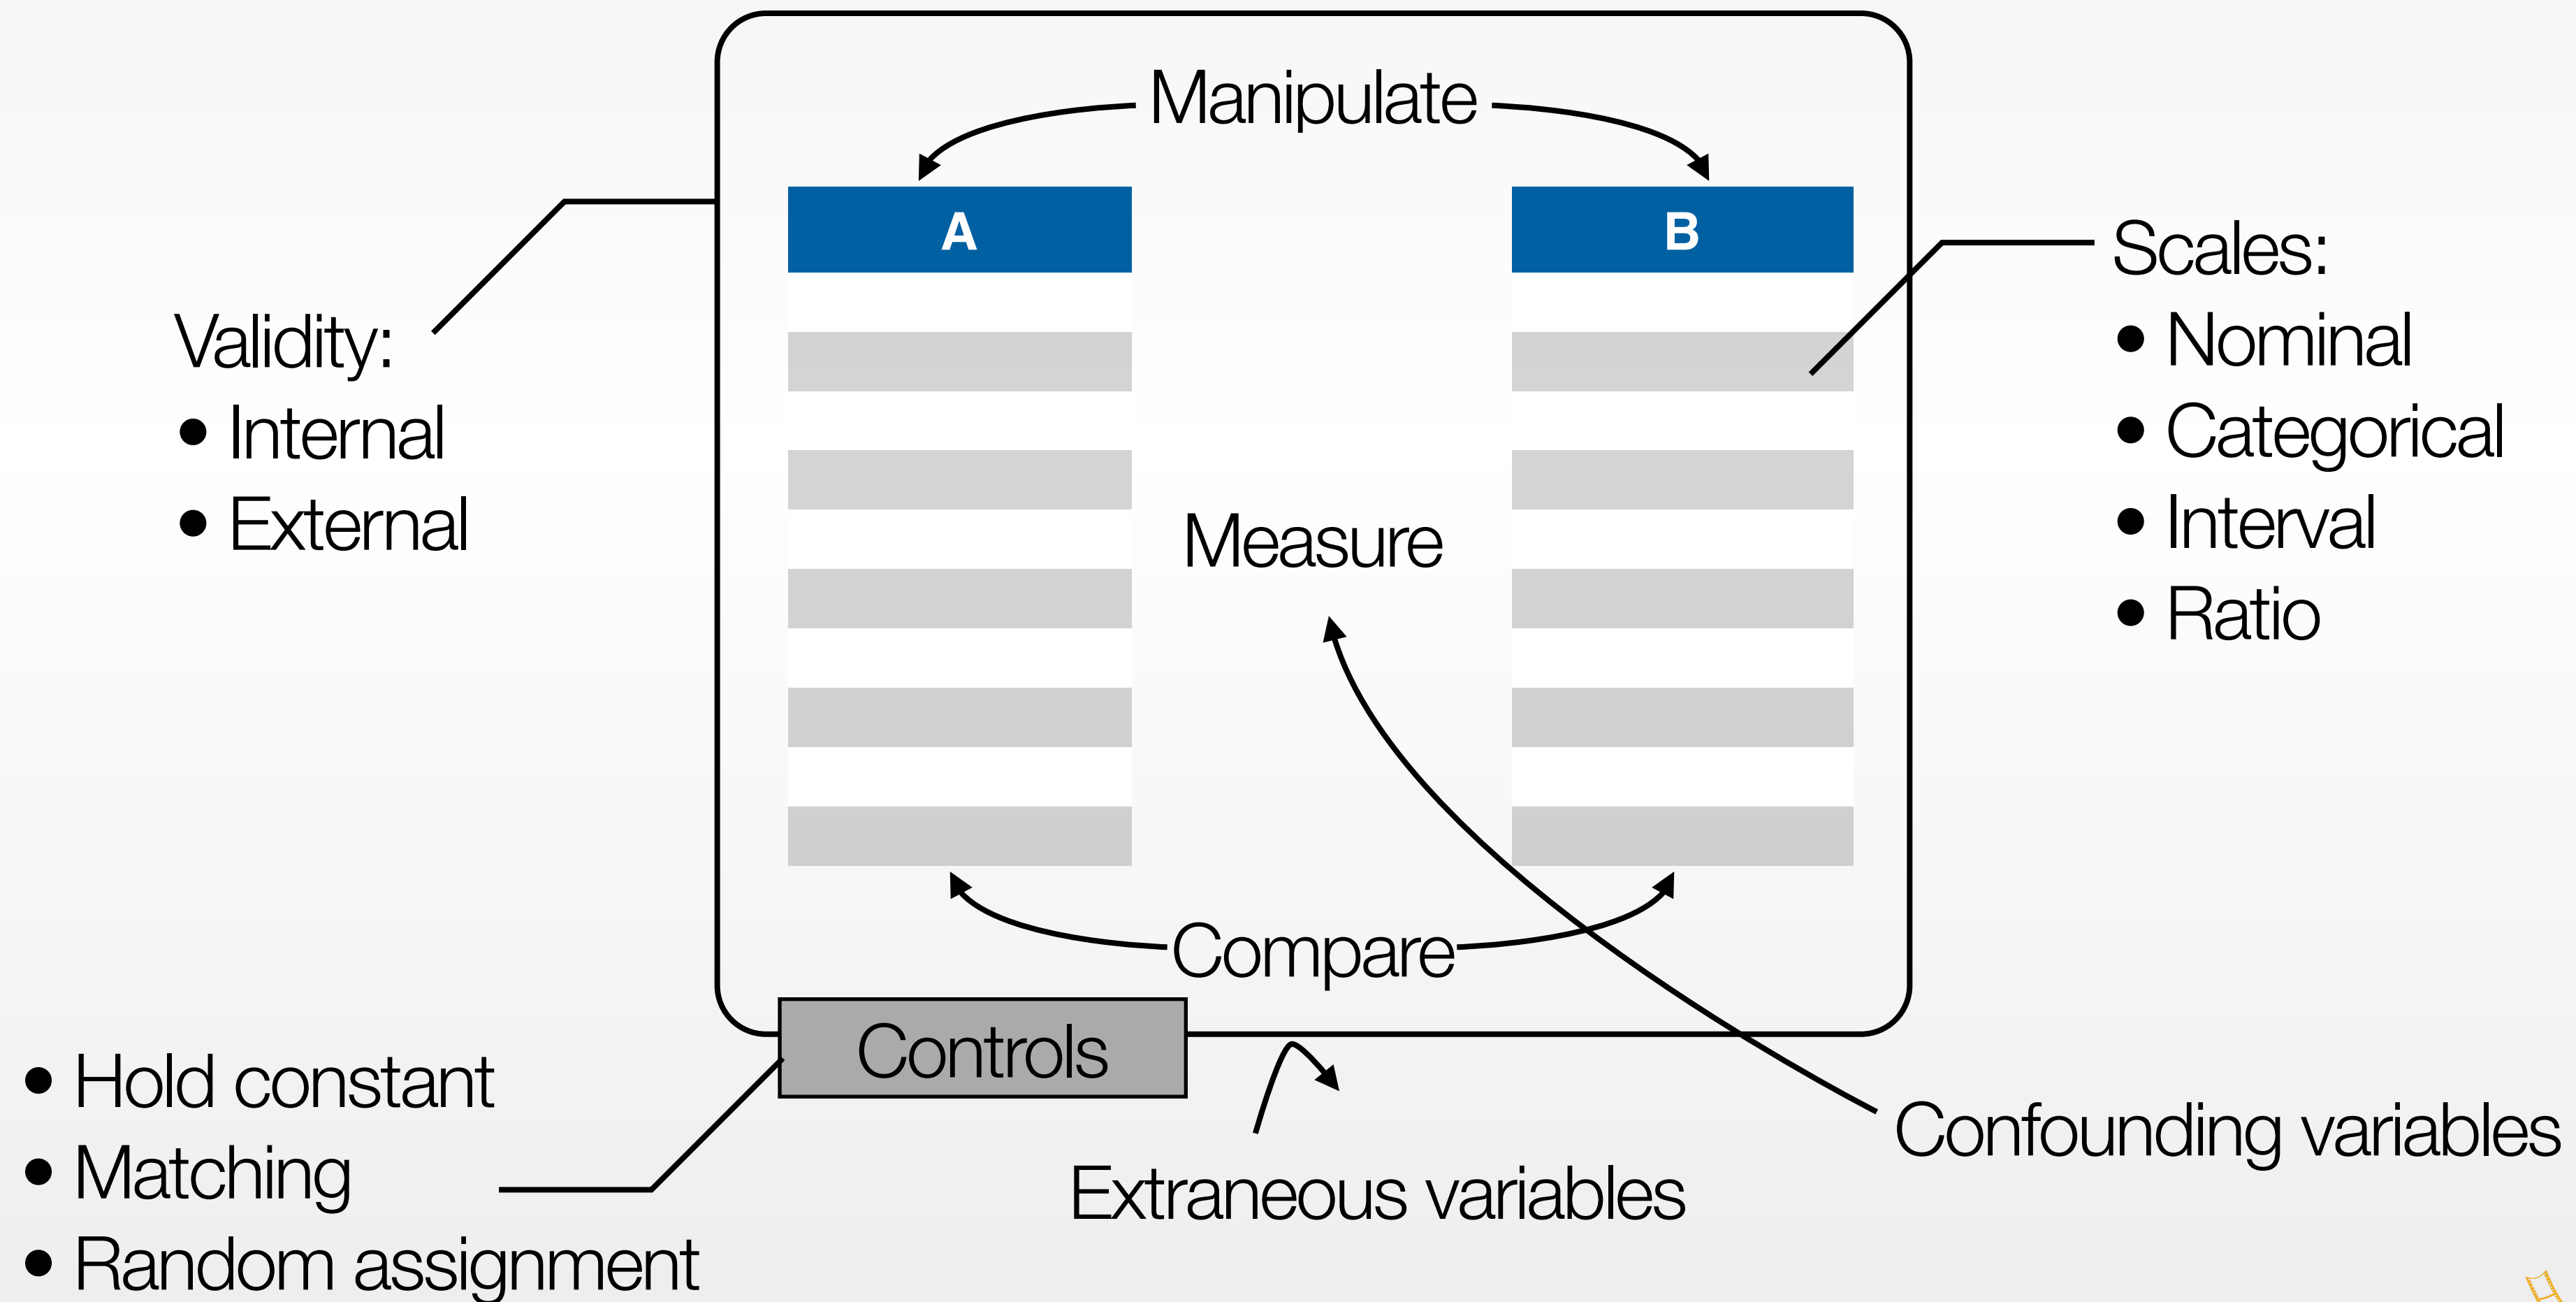 Manipulate
A
B
Validity:
• Internal
• External
Scales:
• Nominal
• Categorical
• Interval
• Ratio
Measure
Compare
Controls
• Hold constant
• Matching
• Random assignment
Extraneous variables
Confounding variables